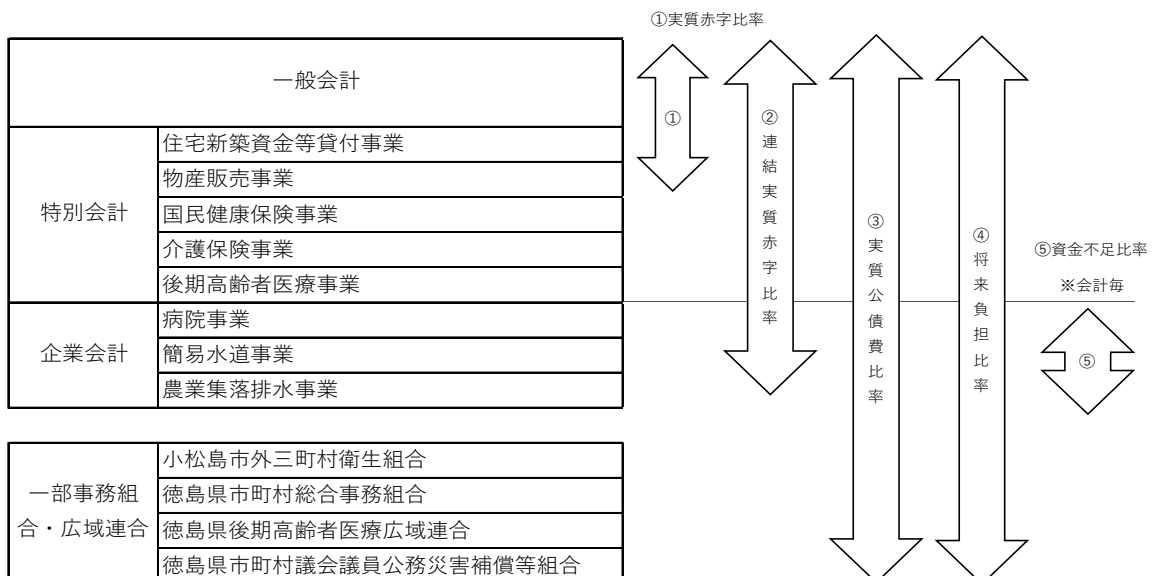 ①実質赤字比率
一般会計
特別会計
住宅新築資金等貸付事業
物産販売事業
国民健康保険事業
介護保険事業
後期高齢者医療事業
企業会計
病院事業
簡易水道事業
農業集落排水事業
一部事務組
合・広域連合
小松島市外三町村衛生組合
徳島県市町村総合事務組合
徳島県後期高齢者医療広域連合
徳島県市町村議会議員公務災害補償等組合
①
②連結実質赤字比率
③実質公債費比率
④将来負担比率
⑤資金不足比率
※会計毎
⑤